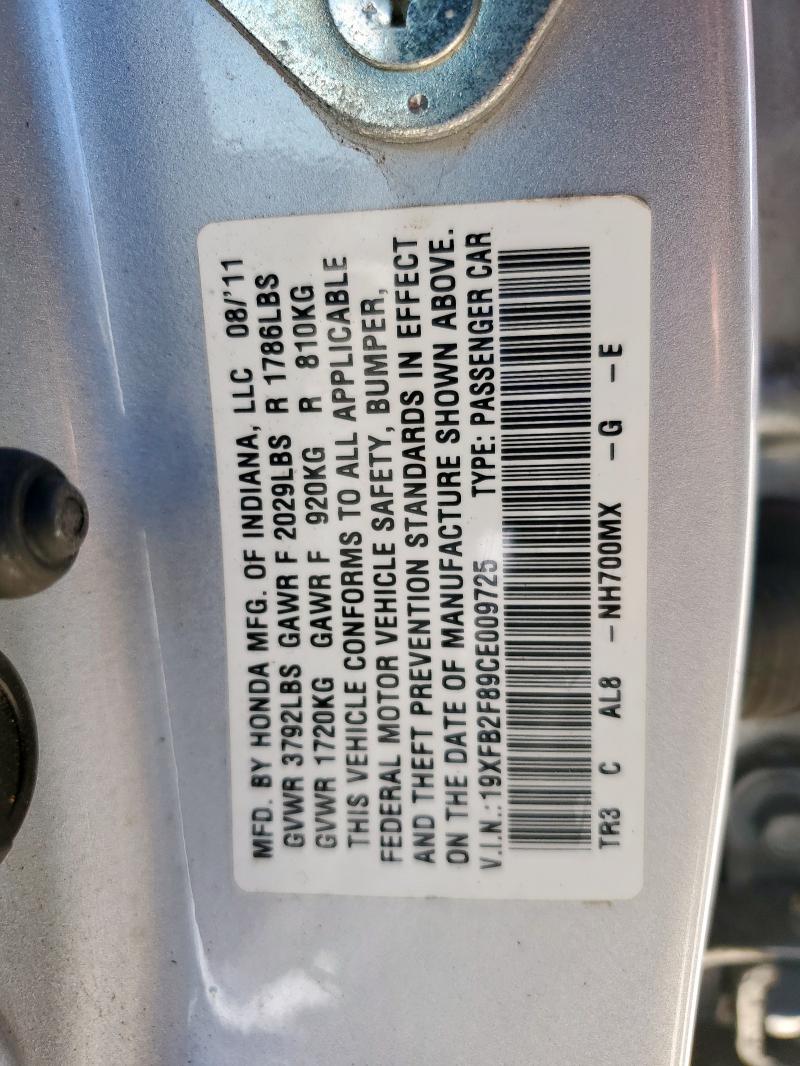 MFD. BY HONDA MFG. OF INDIANA, LLC 08/'11
GVWR 3792LBS GAWR F 2029LBS R 1786LBS
GVWR 1720KG GAWR F 920KG R 810KG
THIS VEHICLE CONFORMS TO ALL APPLICABLE
FEDERAL MOTOR VEHICLE SAFETY, BUMPER,
AND THEFT PREVENTION STANDARDS IN EFFECT
ON THE DATE OF MANUFACTURE SHOWN ABOVE.
V.I.N.:19XFB2F89CE009725 TYPE: PASSENGER CAR
TR3 C AL8 -NH700MX -G -E